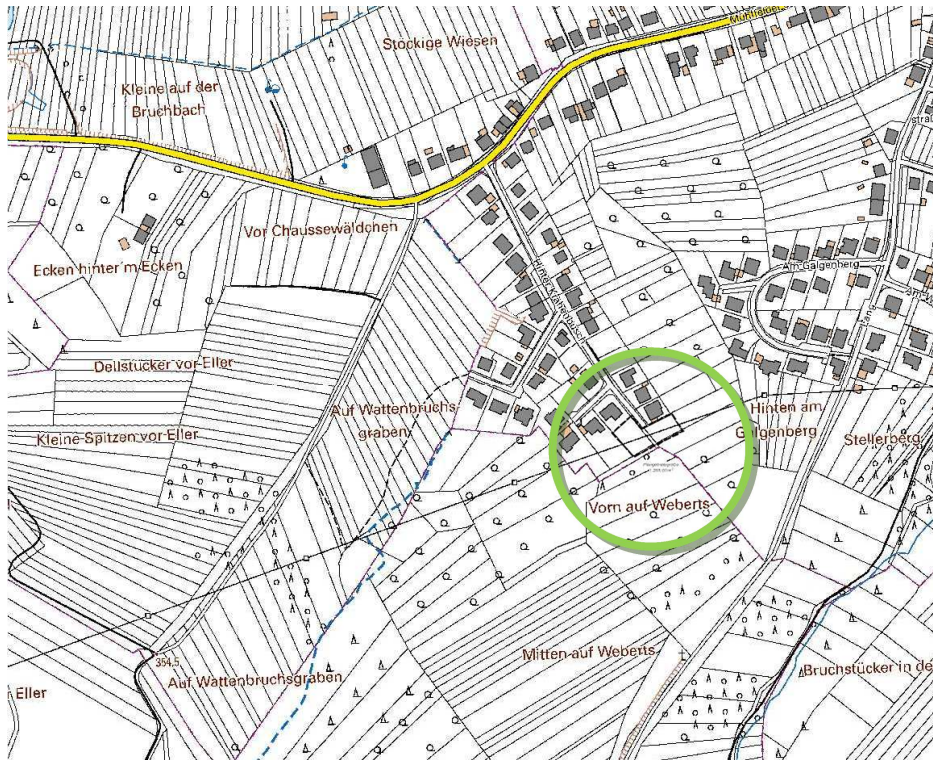 Stockige Wiesen
Kleine auf der
Bruchbach
Vor Chaussewäldchen
Ecken hinter'm Ecken
Am Galgenberg
Dellstücker vor Eller
Auf Wattenbruchs-
graben
Kleine Spitzen vor Eller
Hinten am
Galgenberg
Stellerberg
Vorn auf Weberts
Mitten auf Weberts
354,5
Auf Wattenbruchsgraben
Eller
Bruchstücker in de